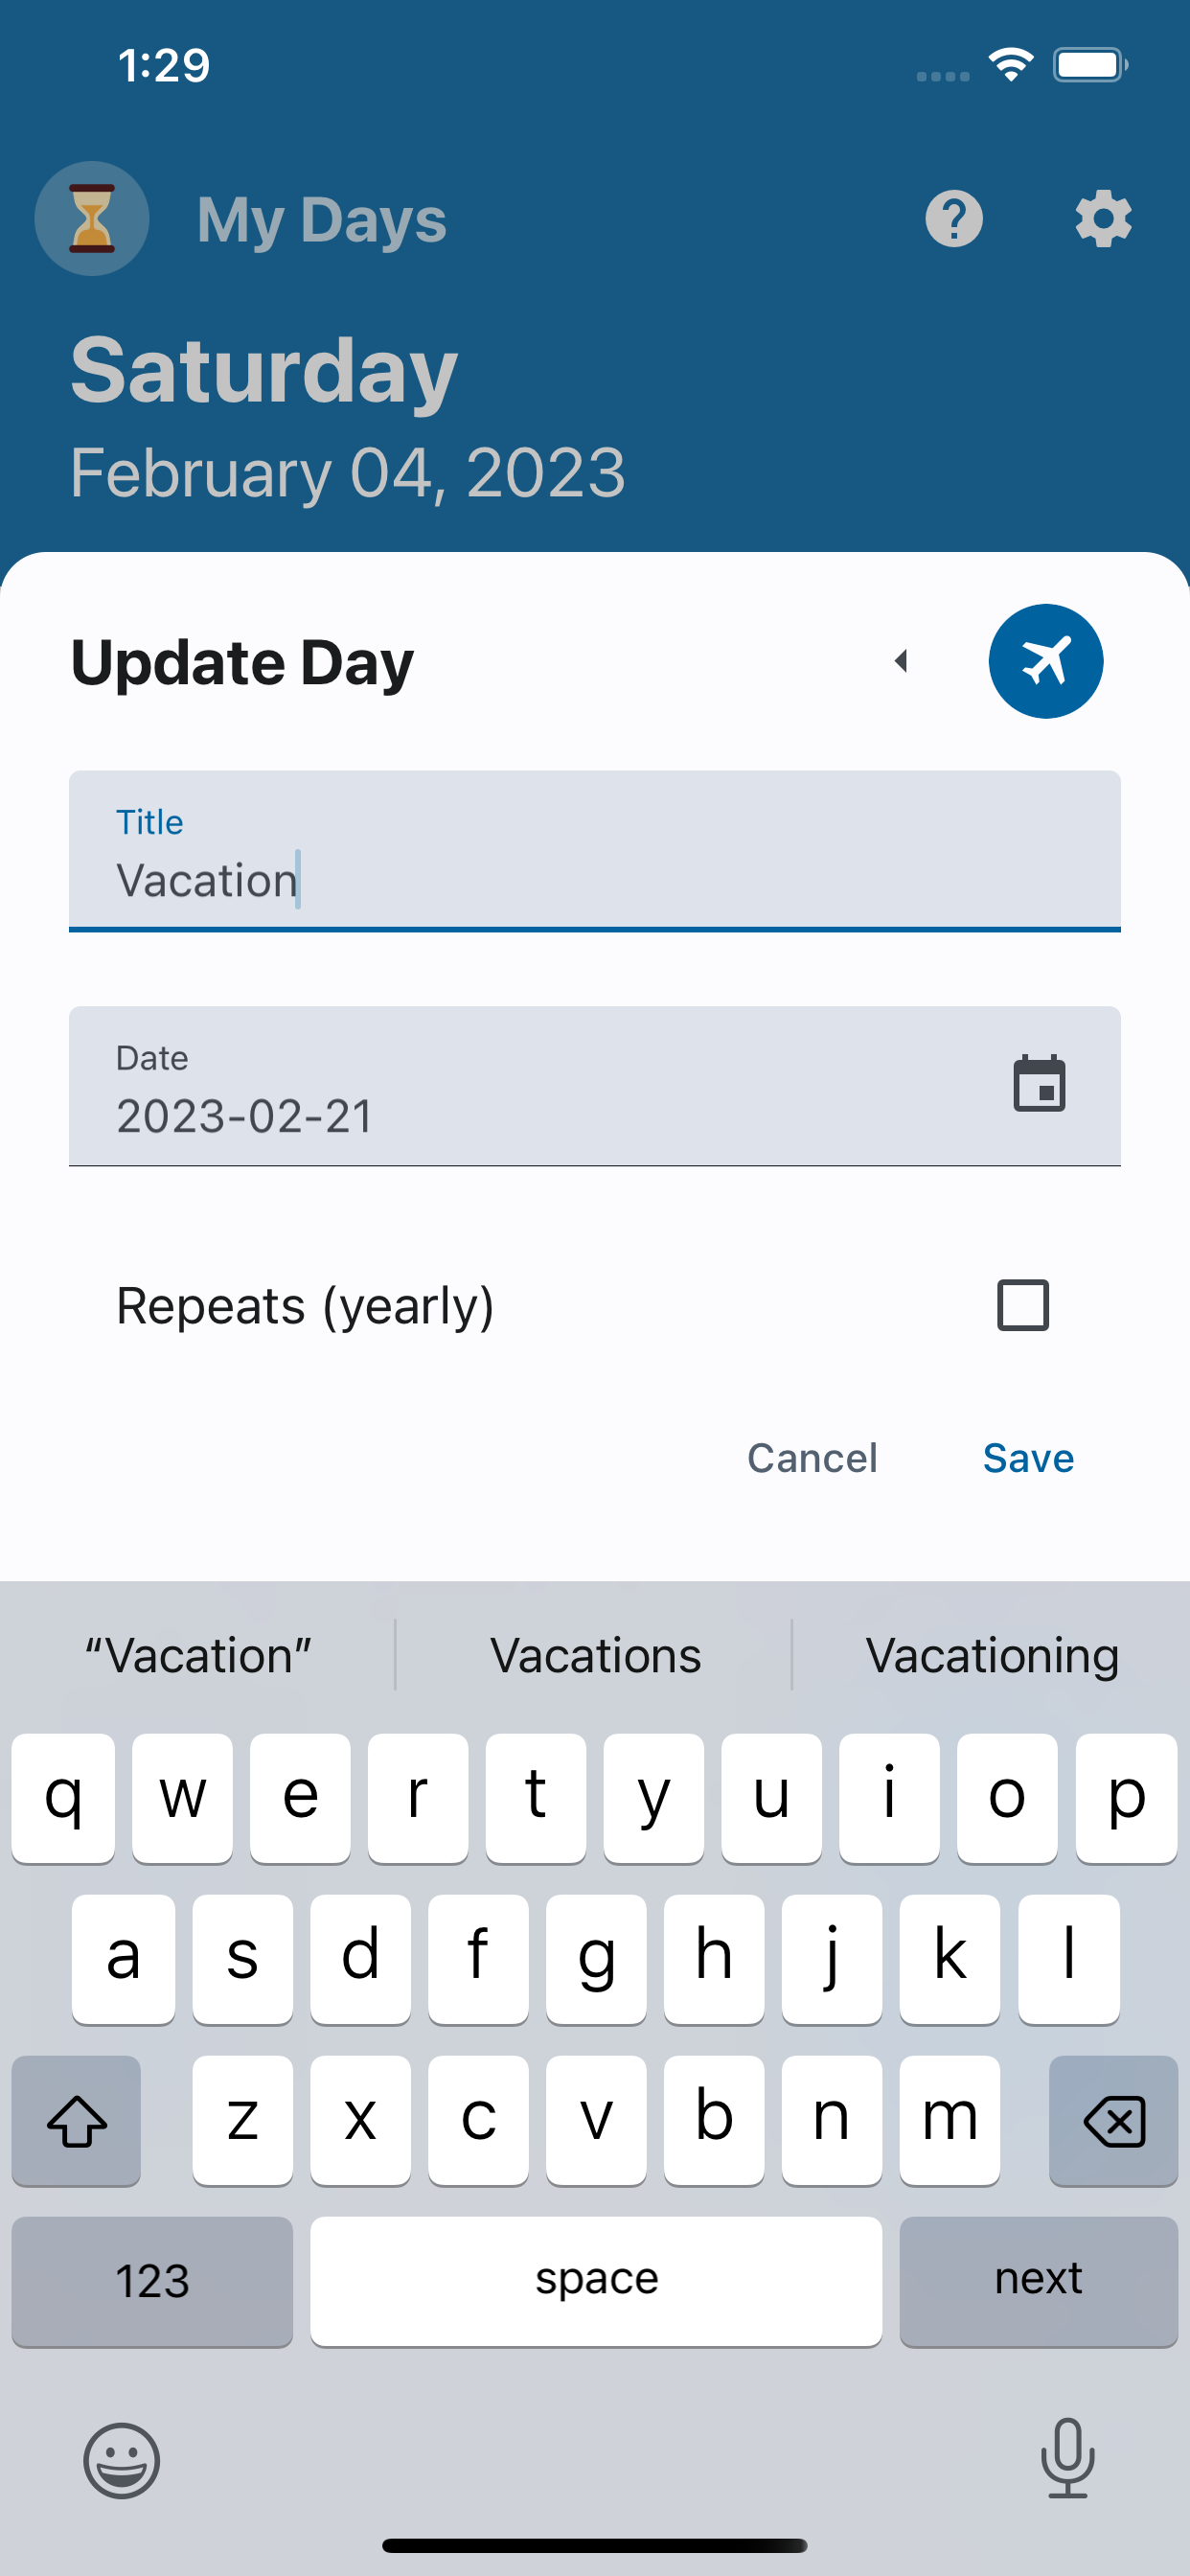 1:29
My Days
Saturday
February 04, 2023
Update Day
Title
Vacation
Date
2023-02-21
Repeats (yearly)
Cancel Save
“Vacation” Vacations Vacationing
q w e r t y u i o p
a s d f g h j k l
z x c v b n m
123 space next